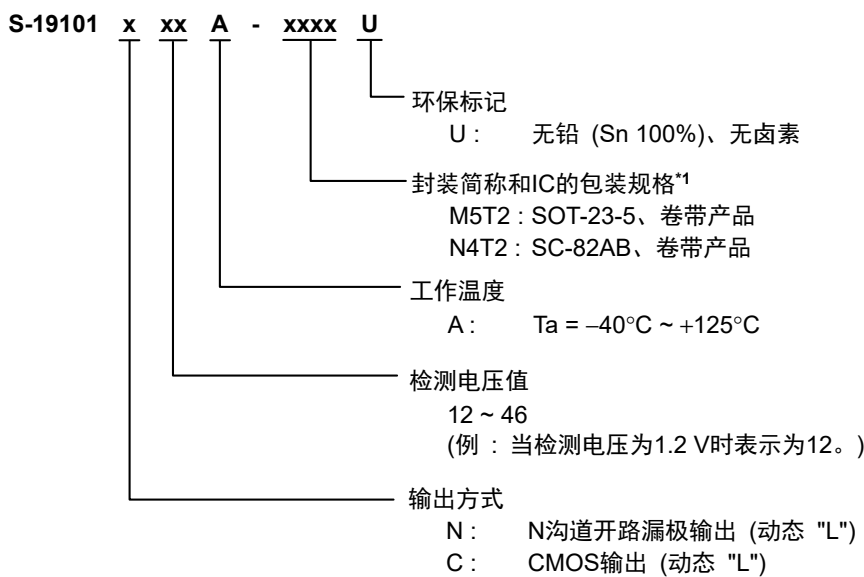 S-19101 x xx A - xxxx U
环保标记
U : 无铅 (Sn 100%)、无卤素
封装简称和IC的包装规格*1
M5T2 : SOT-23-5、卷带产品
N4T2 : SC-82AB、卷带产品
工作温度
A : Ta = −40°C ~ +125°C
检测电压值
12 ~ 46
(例 : 当检测电压为1.2 V时表示为12。)
输出方式
N : N沟道开路漏极输出 (动态 "L")
C : CMOS输出 (动态 "L")